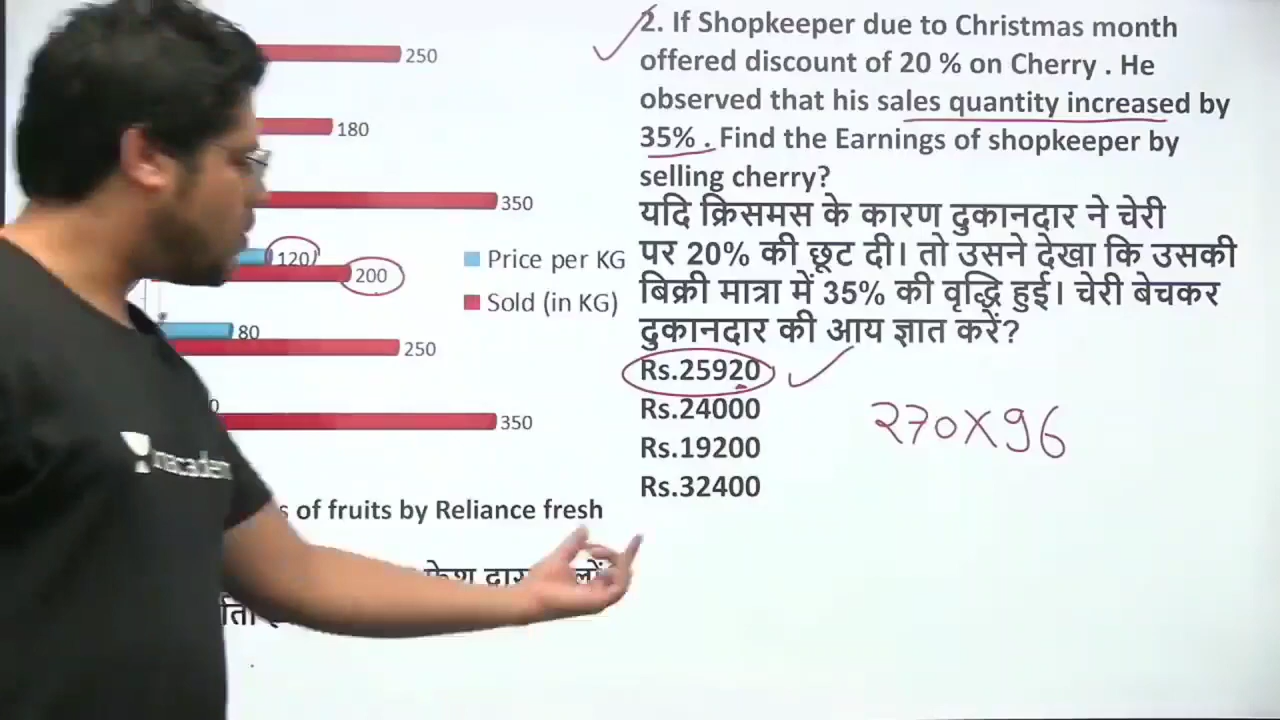 250
180
350
120
200
80
250
350
Price per KG
Sold (in KG)
of fruits by Reliance fresh
2. If Shopkeeper due to Christmas month
offered discount of 20 % on Cherry . He
observed that his sales quantity increased by
35% . Find the Earnings of shopkeeper by
selling cherry?
यदि क्रिसमस के कारण दुकानदार ने चेरी
पर 20% की छूट दी। तो उसने देखा कि उसकी
बिक्री मात्रा में 35% की वृद्धि हुई। चेरी बेचकर
दुकानदार की आय ज्ञात करें?
Rs.25920
Rs.24000
Rs.19200
Rs.32400
270X96